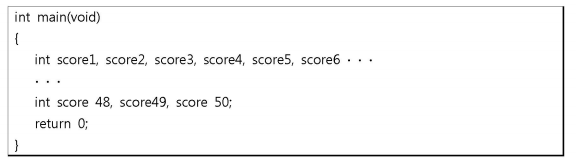 int main(void)
{
int score1, score2, score3, score4, score5, score6 ・・・
・・・
int score 48, score49, score 50;
return 0;
}